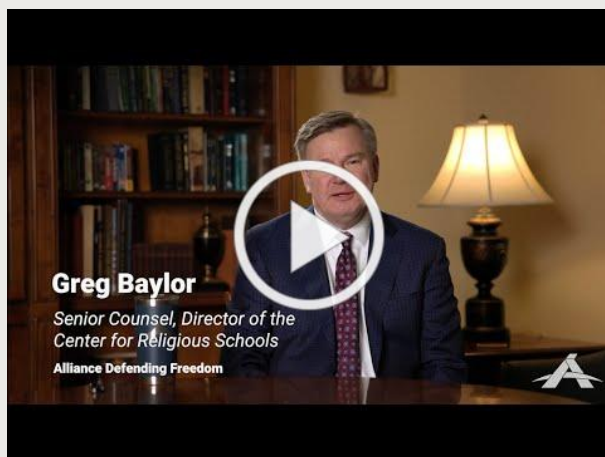 Greg Baylor
Senior Counsel, Director of the
Center for Religious Schools
Alliance Defending Freedom